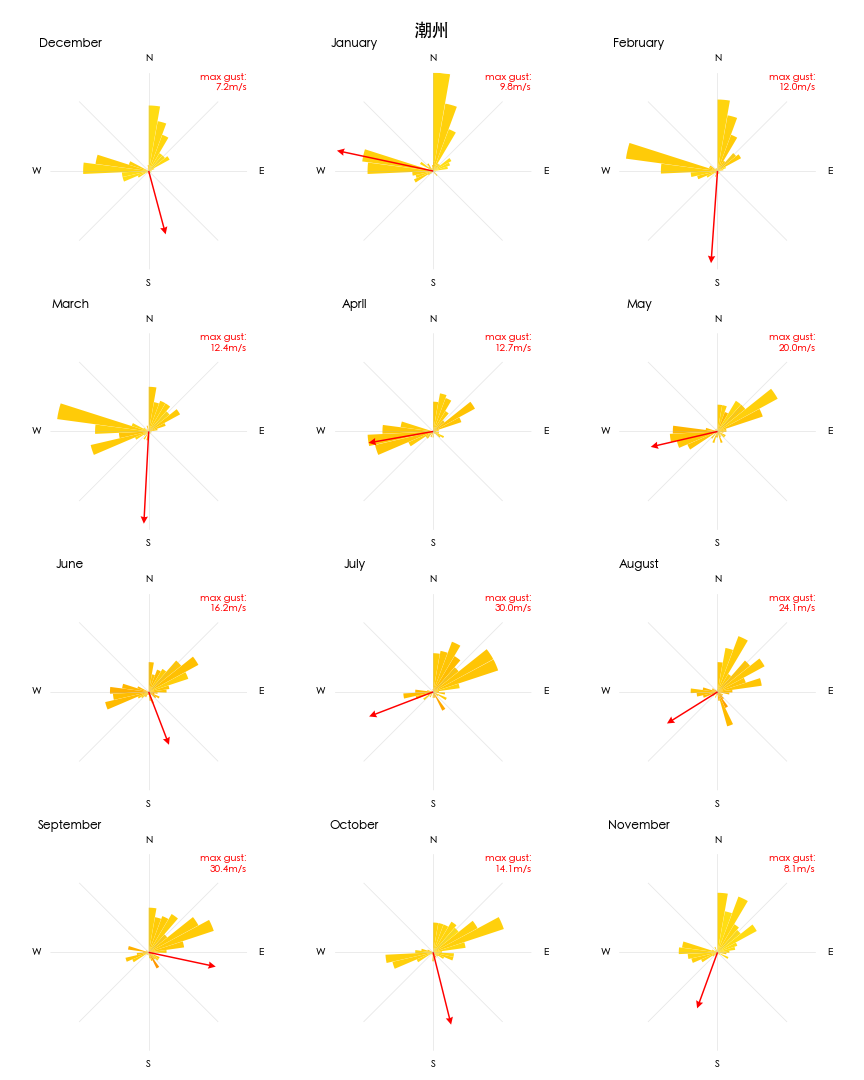 潮州
December
January
February
N
N
N
max gust:
7.2m/s
max gust:
9.8m/s
max gust:
12.0m/s
W
E
W
E
W
E
S
S
S
March
April
May
N
N
N
max gust:
12.4m/s
max gust:
12.7m/s
max gust:
20.0m/s
W
E
W
E
W
E
S
S
S
June
July
August
N
N
N
max gust:
16.2m/s
max gust:
30.0m/s
max gust:
24.1m/s
W
E
W
E
W
E
S
S
S
September
October
November
N
N
N
max gust:
30.4m/s
max gust:
14.1m/s
max gust:
8.1m/s
W
E
W
E
W
E
S
S
S